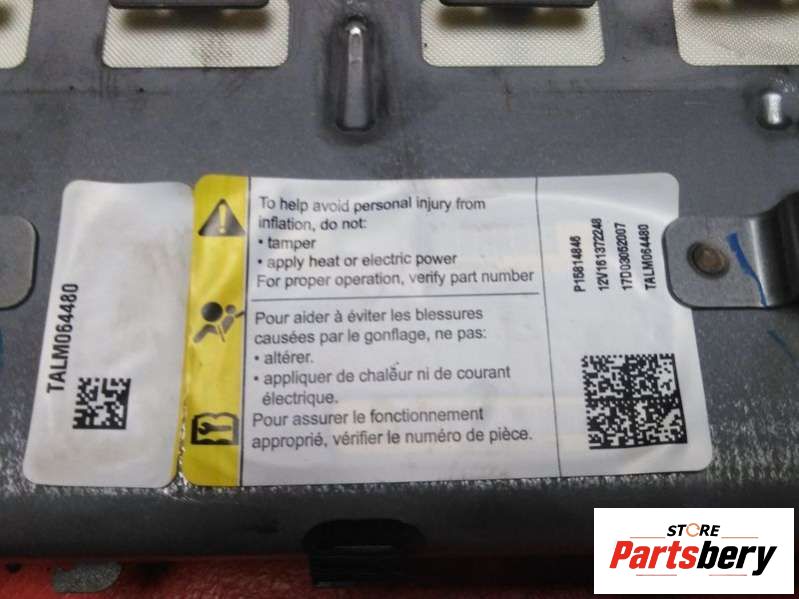 TALM064480
To help avoid personal injury from
inflation, do not:
• tamper
• apply heat or electric power
For proper operation, verify part number
Pour aider à éviter les blessures
causées par le gonflage, ne pas:
• altérer.
• appliquer de chaleur ni de courant
électrique.
Pour assurer le fonctionnement
approprié, vérifier le numéro de pièce.
P15814846
12V161372248
17D03052007
TALM064480
STORE
Partsbery